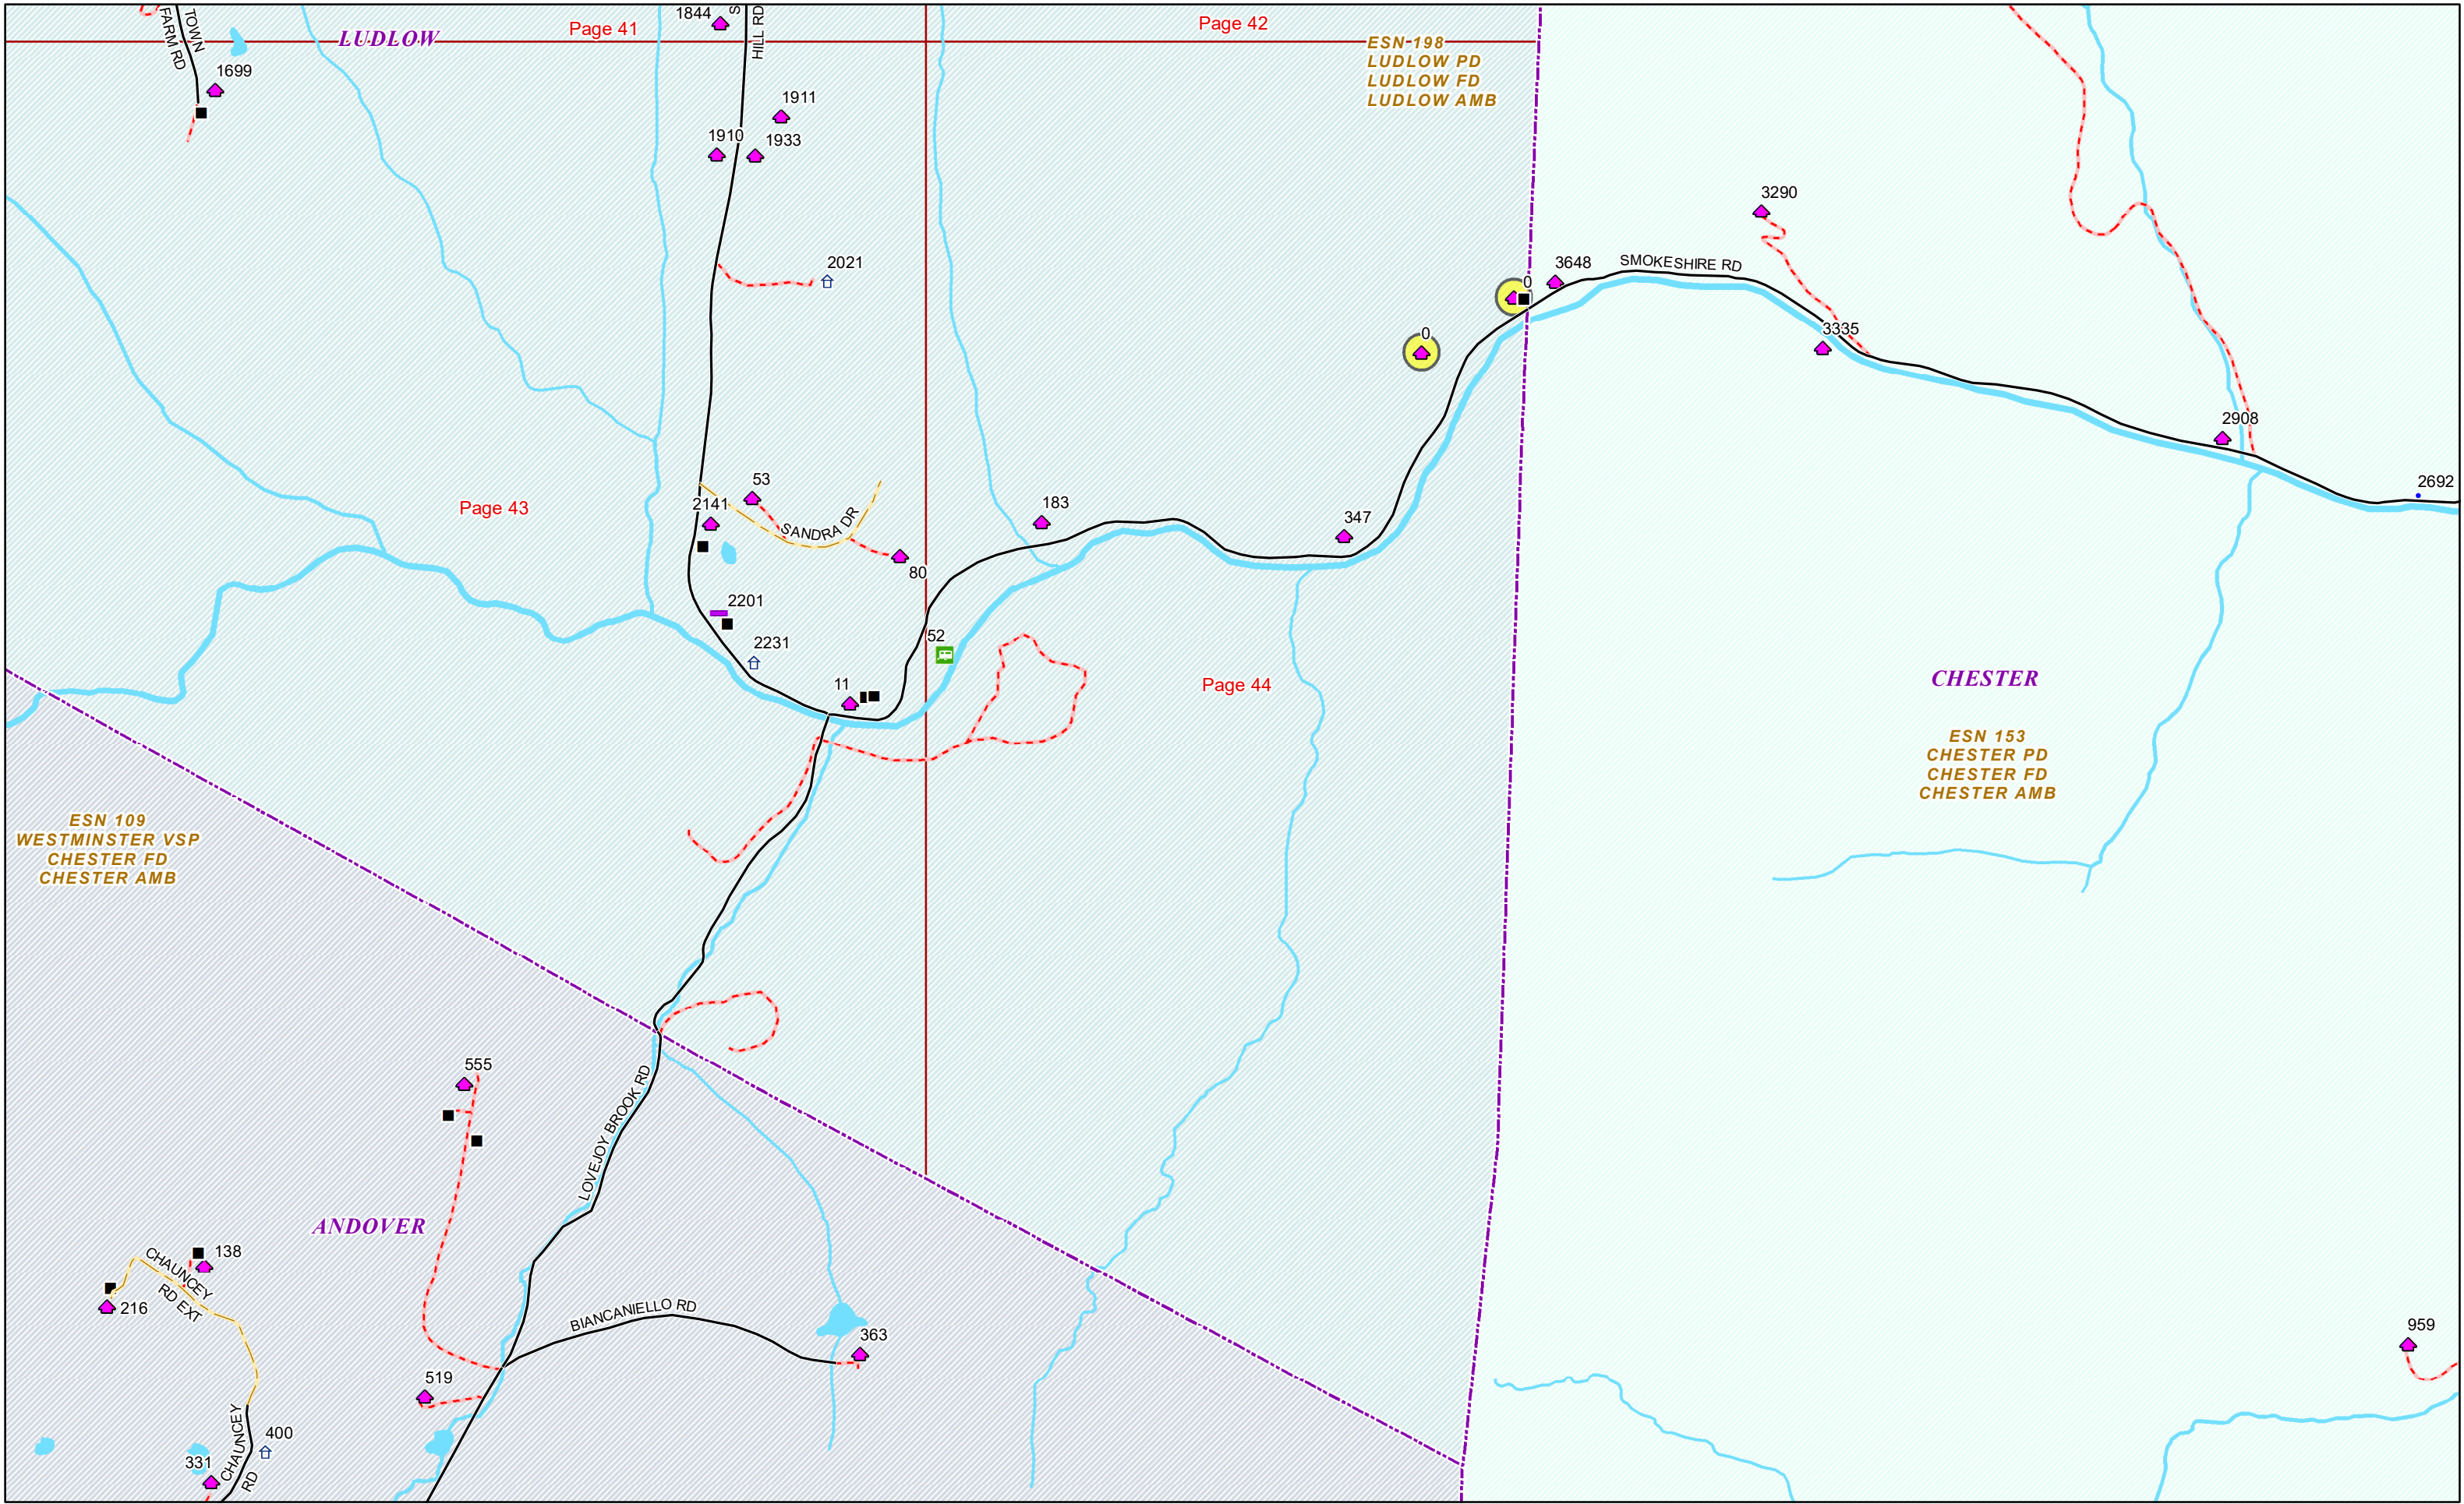 TOWN
FARM RD
LUDLOW
Page 41
1844
S
HILL RD
Page 42
ESN 198
LUDLOW PD
LUDLOW FD
LUDLOW AMB
1699
1911
1910
1933
3290
2021
0
3648
SMOKESHIRE RD
0
3335
2908
2692
53
2141
Page 43
SANDRA DR
183
347
80
2201
2231
52
11
Page 44
CHESTER
ESN 153
CHESTER PD
CHESTER FD
CHESTER AMB
ESN 109
WESTMINSTER VSP
CHESTER FD
CHESTER AMB
555
LOVEJOY BROOK RD
ANDOVER
138
CHAUNCEY
RD EXT
216
BIANCANIELLO RD
363
959
519
400
CHAUNCEY
RD
331